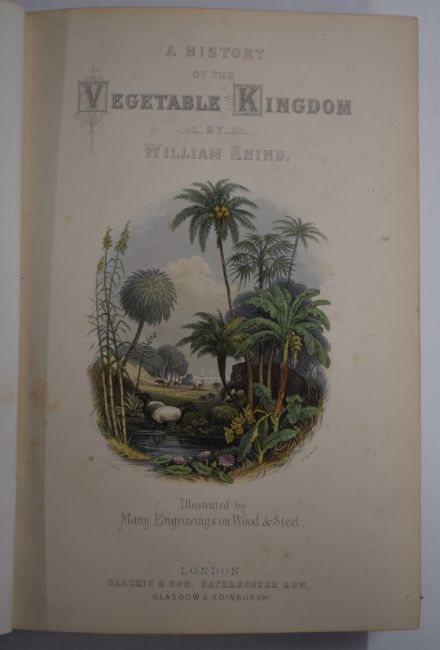 A HISTORY
OF THE
VEGETABLE KINGDOM
BY
WILLIAM RHIND.
Illustrated by
Many Engravings on Wood & Steel.
LONDON
BLACKIE & SON, PATERNOSTER ROW,
GLASGOW & EDINBURGH